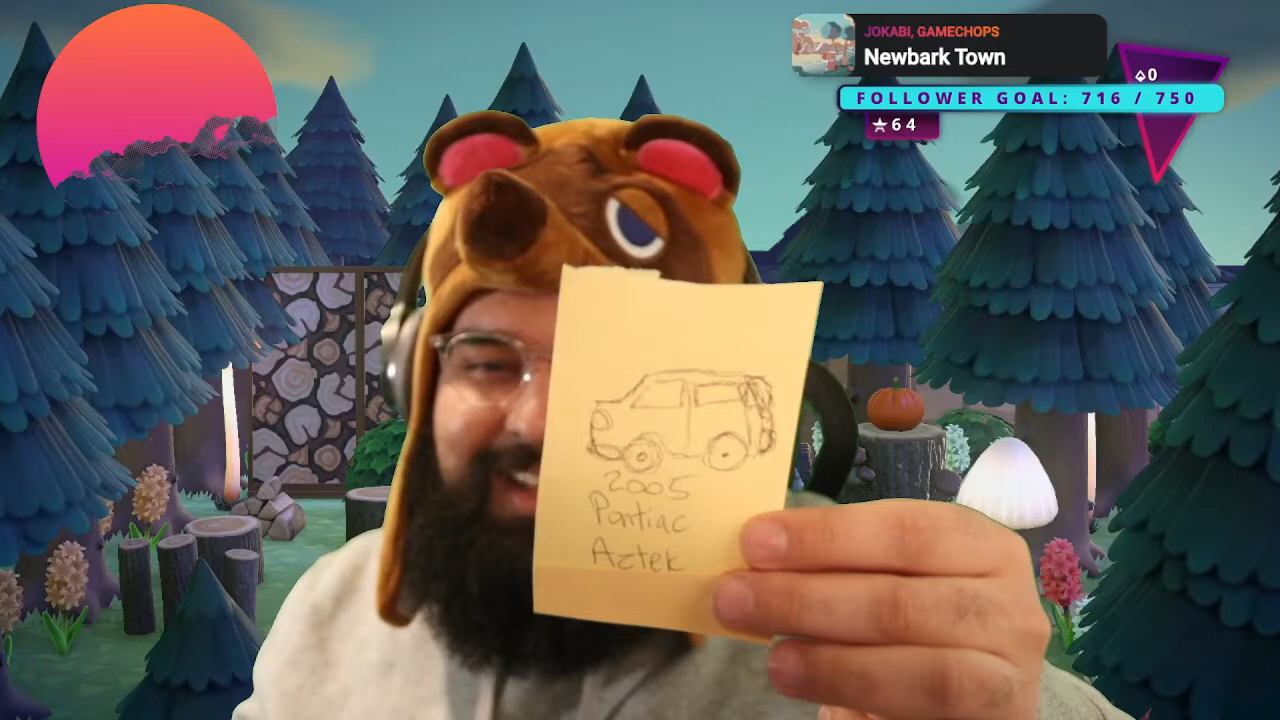 JOKABI, GAMECHOPS
Newbark Town
0
FOLLOWER GOAL: 716 / 750
64
2005
Pontiac
Aztek